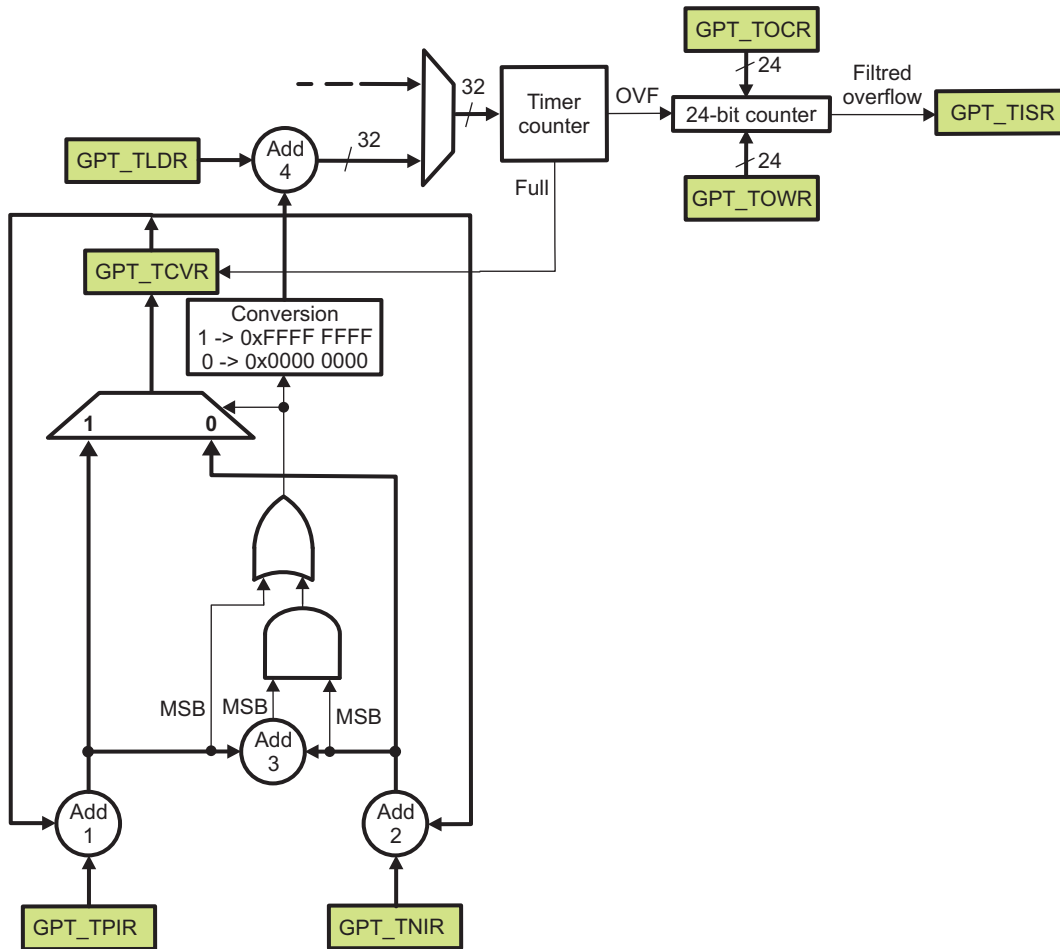 GPT_TOCR
24
32
OVF
Filtred
overflow
Timer
counter
24-bit counter
GPT_TISR
GPT_TLDR
Add
4
32
Full
24
GPT_TOWR
GPT_TCVR
Conversion
1 -> 0xFFFF FFFF
0 -> 0x0000 0000
1
0
MSB
MSB
MSB
Add
3
Add
1
Add
2
GPT_TPIR
GPT_TNIR